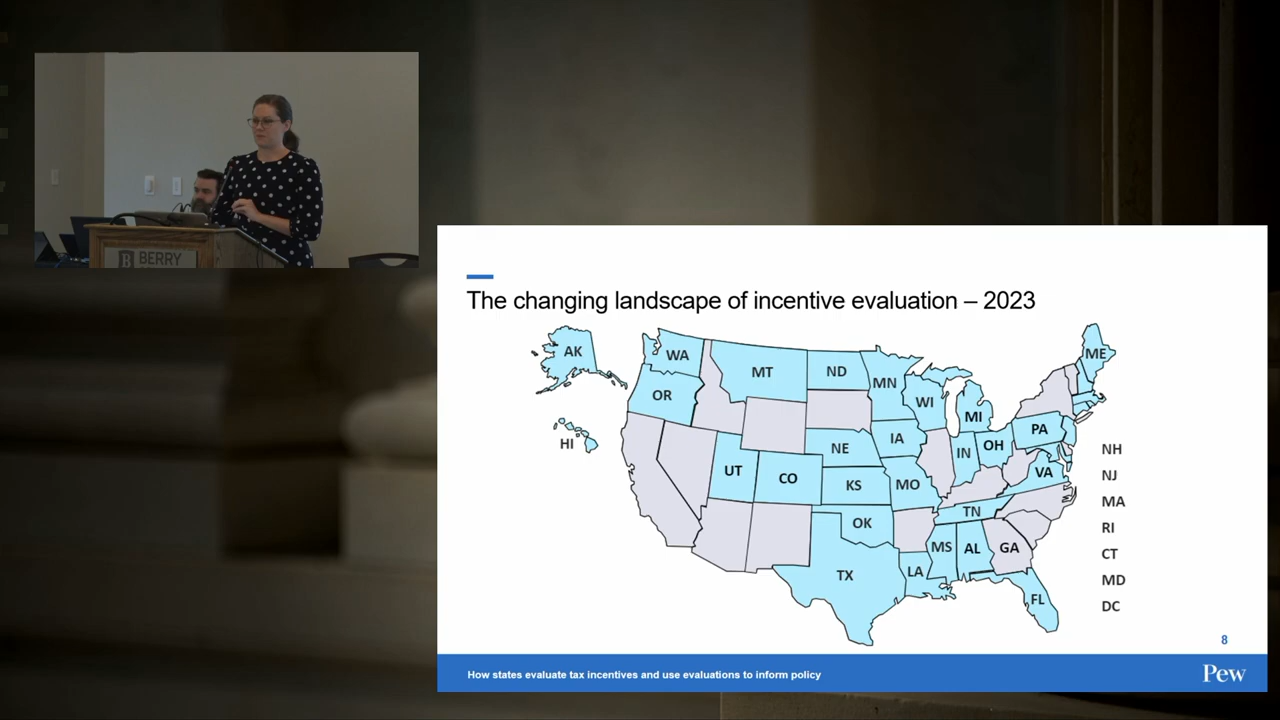 BERRY
The changing landscape of incentive evaluation – 2023
AK
WA
MT
ND
MN
ME
OR
WI
MI
HI
NE
IA
PA
UT
CO
IN
OH
NH
KS
MO
VA
NJ
OK
TN
MA
TX
MS
AL
GA
RI
LA
CT
FL
MD
DC
8
How states evaluate tax incentives and use evaluations to inform policy
Pew